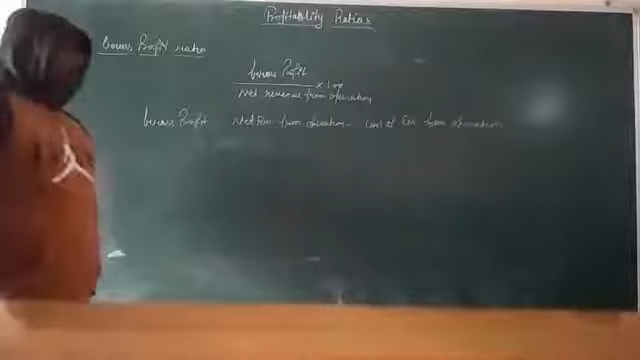 Profitability Ratios
Gross Profit ratio
Gross Profit
× 100
Net revenue from operation
Gross Profit Net Rev from operation - Cost of Rev from operation